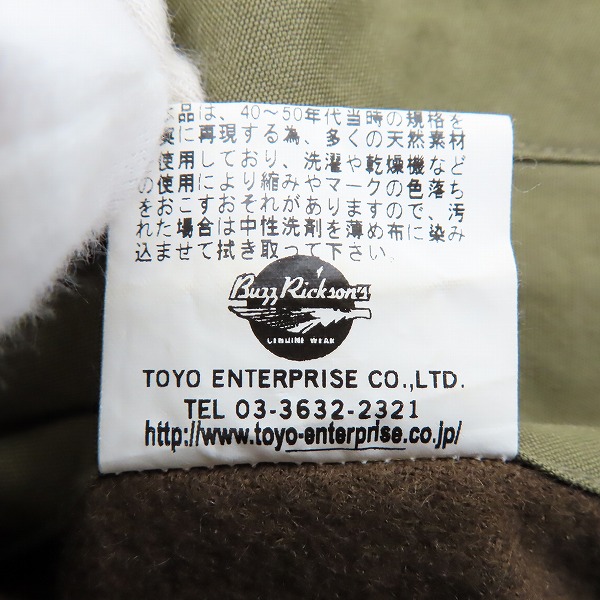 本品は、40～50年代当時の規格を
に再現する為、多くの天然素材
使用しており、洗濯や乾燥機など
の使用により縮みやマークの色落ち
をおこすおそれがありますので、汚
れた場合は中性洗剤を薄め布に染み
込ませて拭き取って下さい。
Buzz Rickson's
GENUINE WEAR
TOYO ENTERPRISE CO.,LTD.
TEL 03-3632-2321
http://www.toyo-enterprise.co.jp/